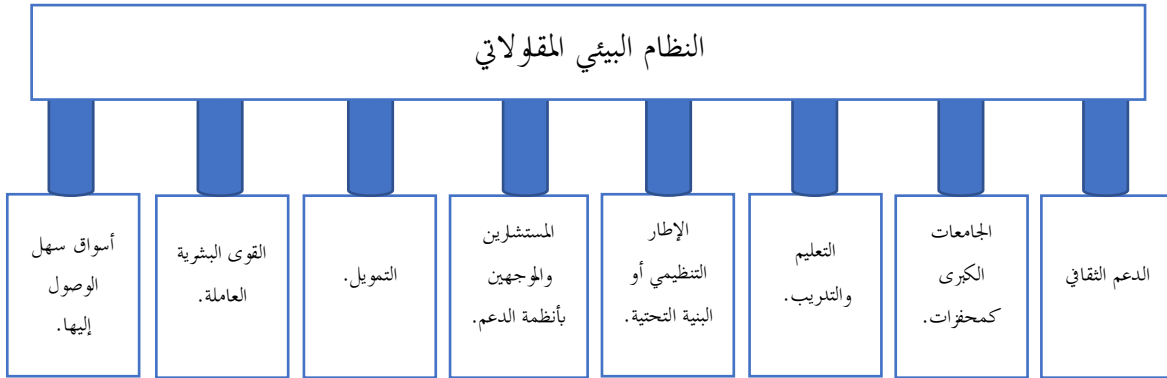 النظام البيئي المقاولاتي
الدعم الثقافي
الجامعات
الكبرى
كمحفزات.
التعليم
والتدريب.
الإطار
التنظيمي أو
البنية التحتية.
المستشارين
والموجهين
بأنظمة الدعم.
التمويل.
القوى البشرية
العاملة.
أسواق سهل
الوصول
إليها.